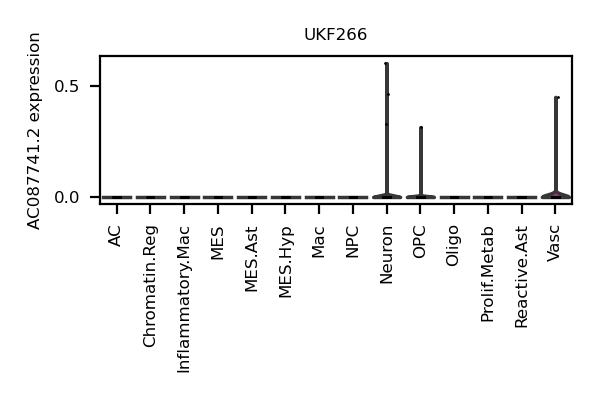 UKF266
AC087741.2 expression
0.5
0.0
AC
Chromatin.Reg
Inflammatory.Mac
MES
MES.Ast
MES.Hyp
Mac
NPC
Neuron
OPC
Oligo
Prolif.Metab
Reactive.Ast
Vasc